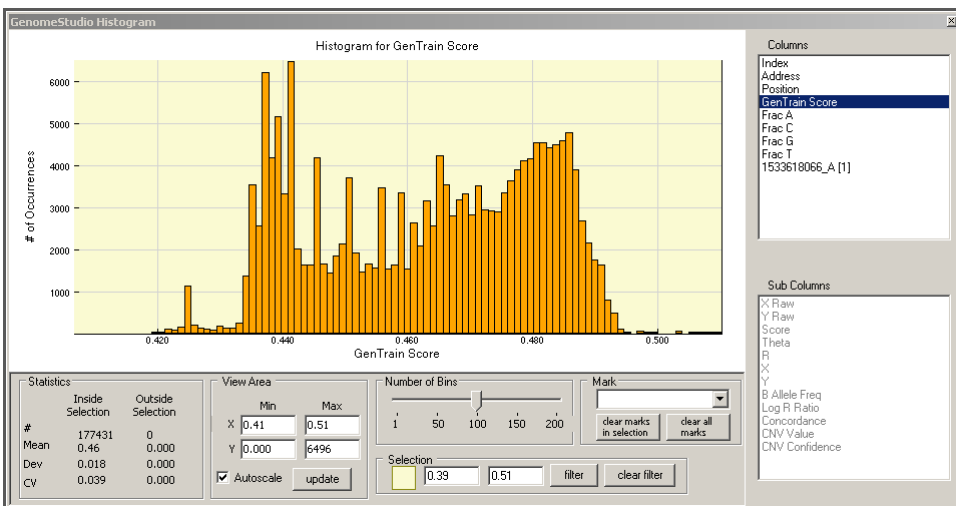 GenomeStudio Histogram
Histogram for GenTrain Score
# of Occurrences
6000
5000
4000
3000
2000
1000
0.420 0.440 0.460 0.480 0.500
GenTrain Score
Columns
Index
Address
Position
GenTrain Score
Frac A
Frac C
Frac G
Frac T
1533618066_A [1]
Sub Columns
X Raw
Y Raw
Score
Theta
R
X
Y
B Allele Freq
Log R Ratio
Concordance
CNV Value
CNV Confidence
Statistics
Inside Selection Outside Selection
# 177431 0
Mean 0.46 0.000
Dev 0.018 0.000
CV 0.039 0.000
View Area
Min Max
X 0.41 0.51
Y 0.000 6496
Autoscale update
Number of Bins
1 50 100 150 200
Mark
clear marks in selection clear all marks
Selection
0.39 0.51 filter clear filter